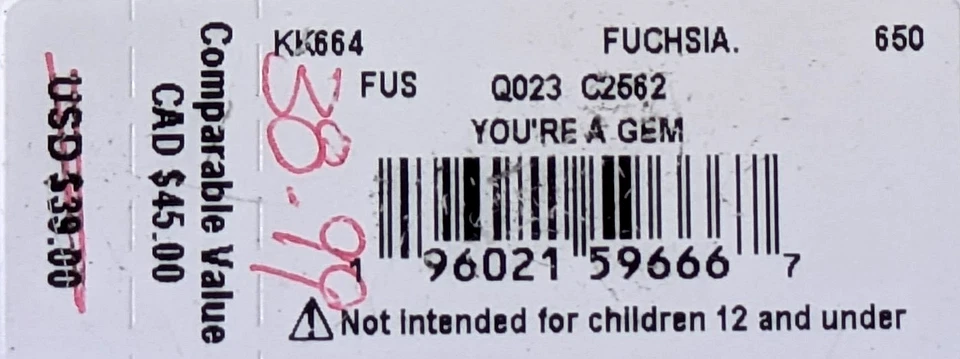 KK664 FUCHSIA. 650
FUS Q023 C2562
YOU'RE A GEM
1 96021 59666 7
⚠Not intended for children 12 and under
38.99
Comparable Value
CAD $45.00
USD $39.00